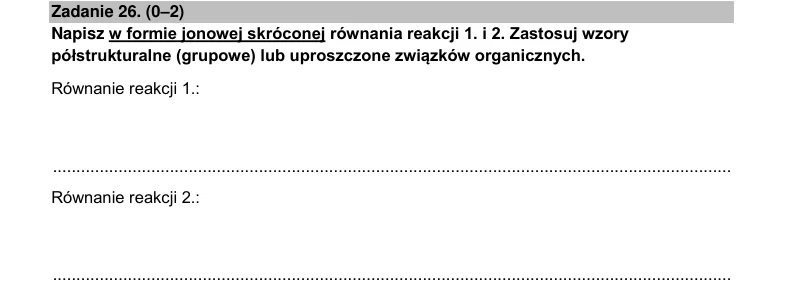 Zadanie 26. (0–2)
Napisz w formie jonowej skróconej równania reakcji 1. i 2. Zastosuj wzory
półstrukturalne (grupowe) lub uproszczone związków organicznych.
Równanie reakcji 1.:
Równanie reakcji 2.: